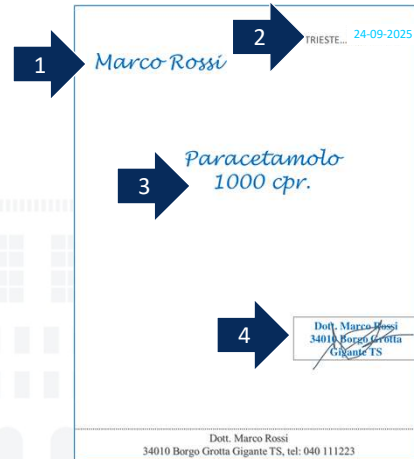 2
TRIESTE... 24-09-2025
1
Marco Rossi
Paracetamolo
1000 cpr.
3
4
Dott. Marco Rossi
34010 Borgo Grotta
Gigante TS
Dott. Marco Rossi
34010 Borgo Grotta Gigante TS, tel: 040 111223